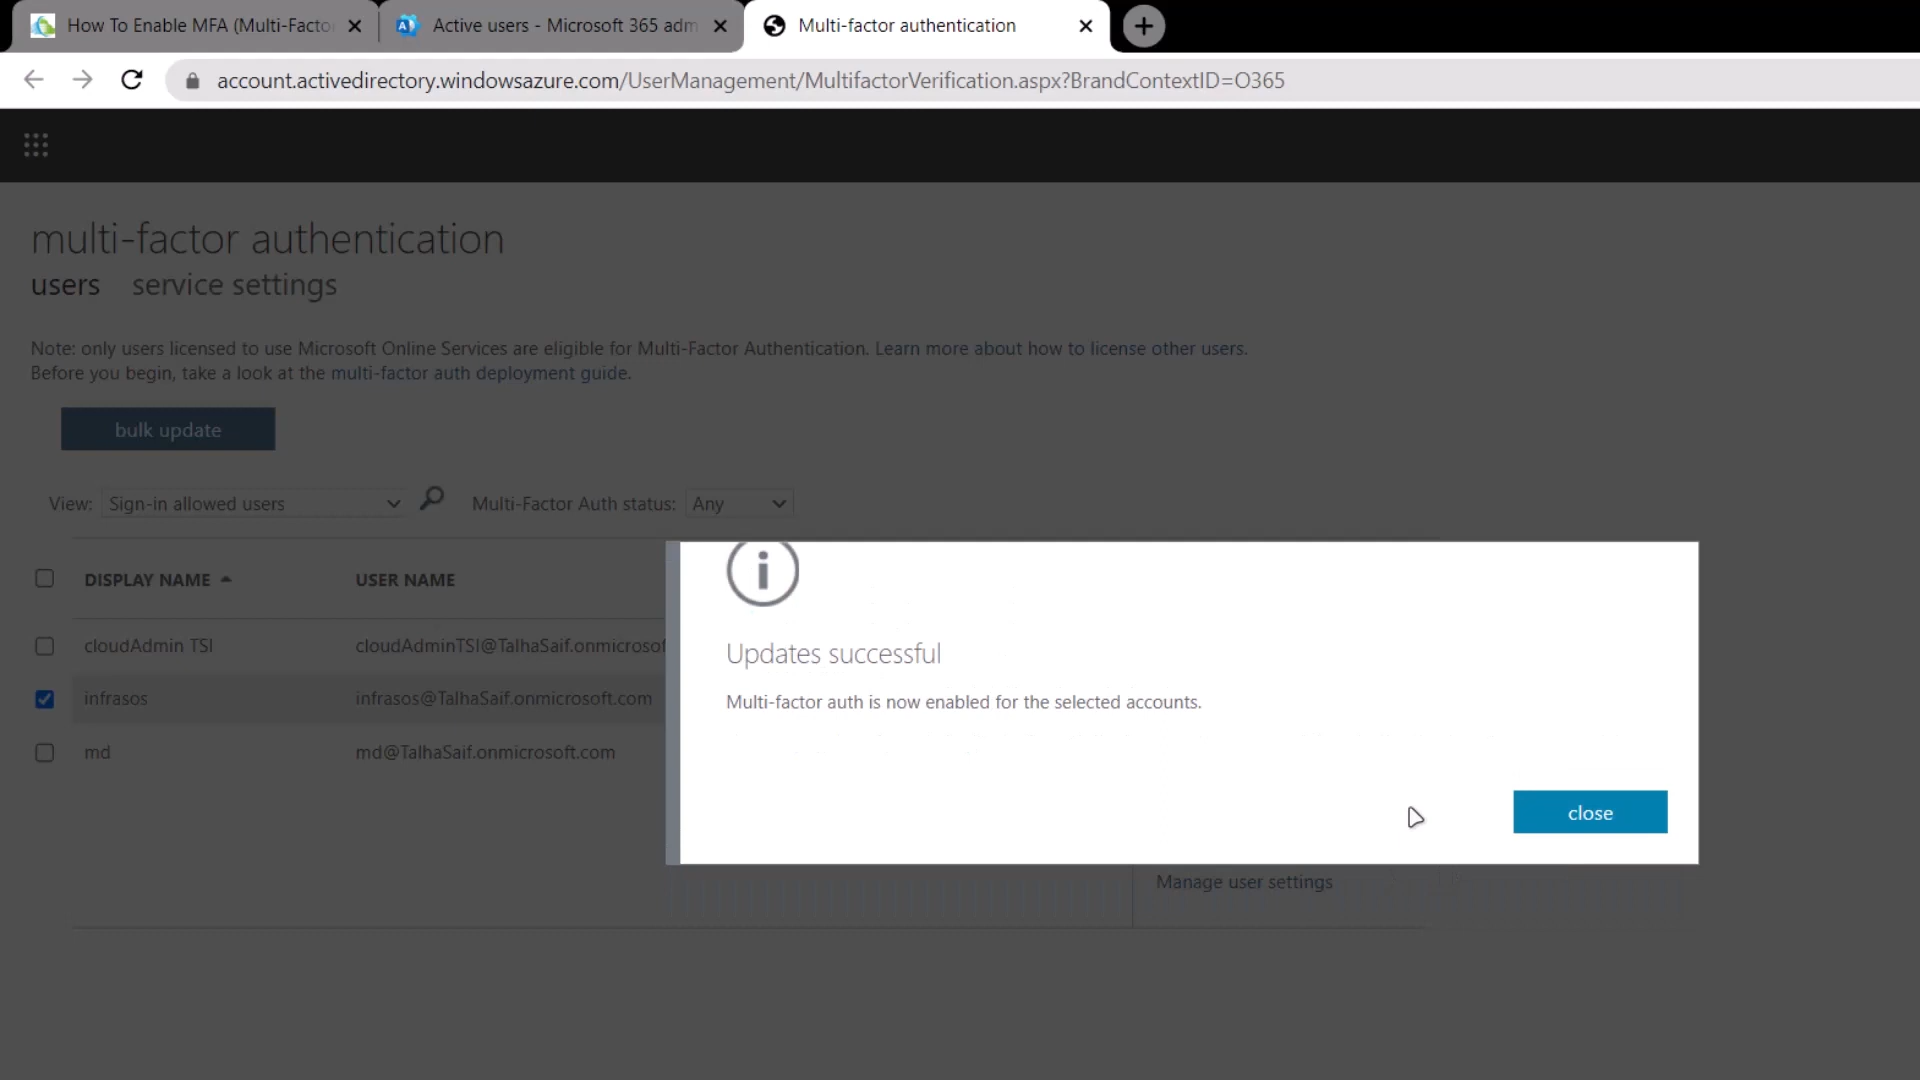 How To Enable MFA (Multi-Facto
Active users - Microsoft 365 adm
Multi-factor authentication
account.activedirectory.windowsazure.com/UserManagement/MultifactorVerification.aspx?BrandContextID=O365
multi-factor authentication
users service settings
Note: only users licensed to use Microsoft Online Services are eligible for Multi-Factor Authentication. Learn more about how to license other users.
Before you begin, take a look at the multi-factor auth deployment guide.
bulk update
View: Sign-in allowed users Multi-Factor Auth status: Any
DISPLAY NAME USER NAME
cloudAdmin TSI cloudAdminTSI@TalhaSaif.onmicrosof
infrasos infrasos@TalhaSaif.onmicrosoft.com
md md@TalhaSaif.onmicrosoft.com
Updates successful
Multi-factor auth is now enabled for the selected accounts.
close
Manage user settings